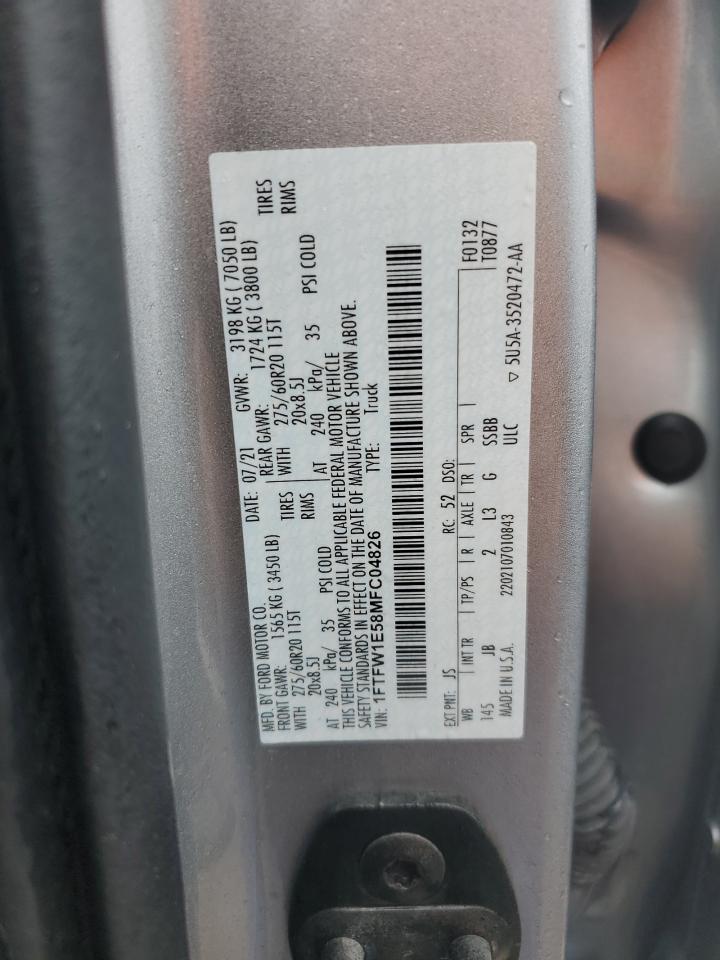 MFD. BY FORD MOTOR CO. DATE: 07/21 GVWR: 3198 KG ( 7050 LB)
FRONT GAWR: 1565 KG ( 3450 LB) REAR GAWR: 1724 KG ( 3800 LB)
WITH 275/60R20 115T TIRES WITH 275/60R20 115T TIRES
20x8.5J RIMS 20x8.5J RIMS
AT 240 kPa/ 35 PSI COLD AT 240 kPa/ 35 PSI COLD
THIS VEHICLE CONFORMS TO ALL APPLICABLE FEDERAL MOTOR VEHICLE
SAFETY STANDARDS IN EFFECT ON THE DATE OF MANUFACTURE SHOWN ABOVE.
VIN: 1FTFW1E58MFC04826 TYPE: Truck
EXT PNT: JS RC: 52 DSO: F0132
WB INT TR TP/PS R AXLE TR SPR T0877
145 JB 2 L3 G SSBB
2202107010843 ULC
MADE IN U.S.A. ▽ 5U5A-3520472-AA